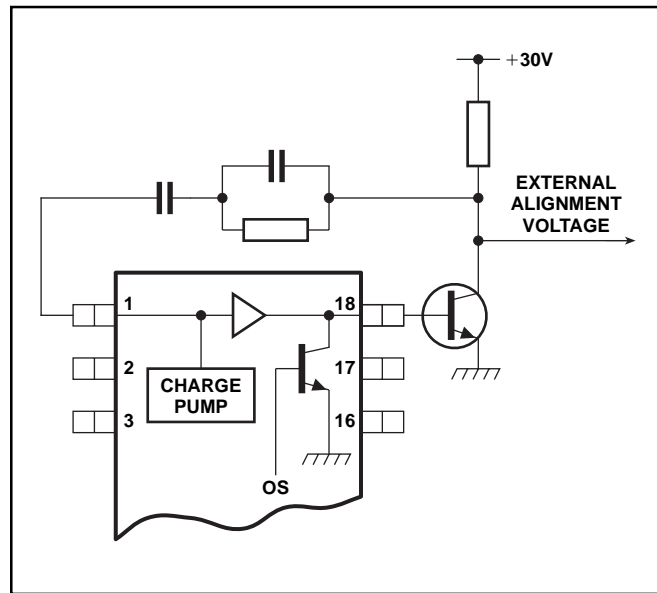 +30V
EXTERNAL
ALIGNMENT
VOLTAGE
1
18
2
17
CHARGE
PUMP
3
16
OS